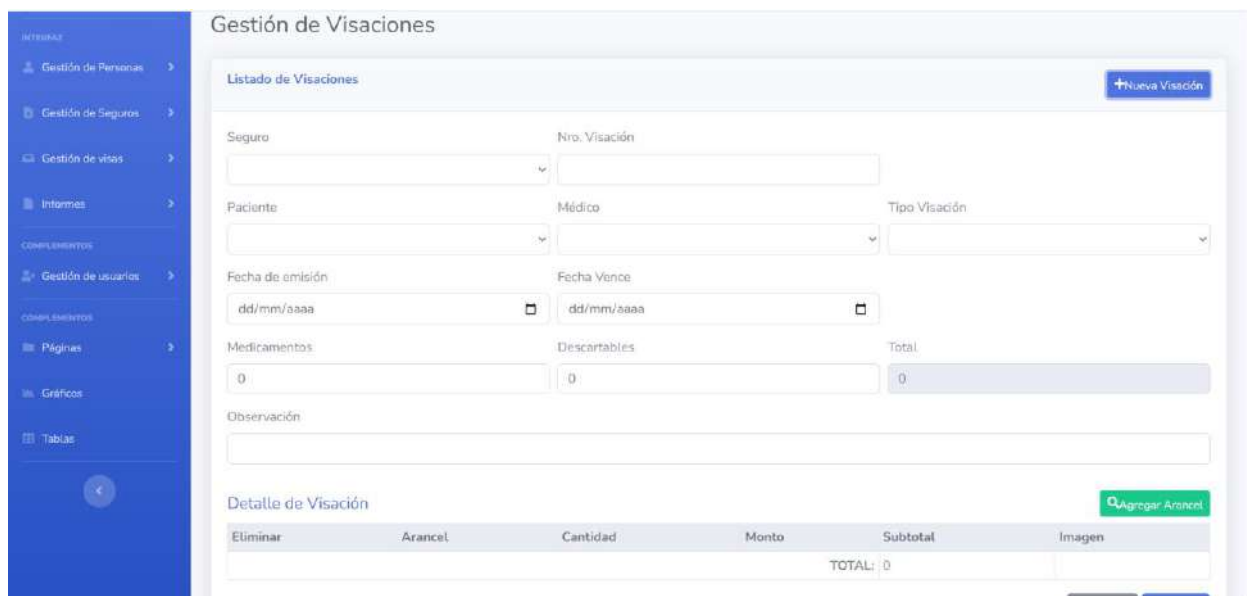 Gestión de Visaciones
INTERFAZ
Gestión de Personas
Gestión de Seguros
Gestión de visas
Informes
COMPLEMENTOS
Gestión de usuarios
COMPLEMENTOS
Páginas
Gráficos
Tablas
Listado de Visaciones
+Nueva Visación
Seguro Nro. Visación
Paciente Médico Tipo Visación
Fecha de emisión Fecha Vence
dd/mm/aaaa dd/mm/aaaa
Medicamentos Descartables Total
0 0 0
Observación
Detalle de Visación Agregar Arancel
Eliminar Arancel Cantidad Monto Subtotal Imagen
TOTAL: 0